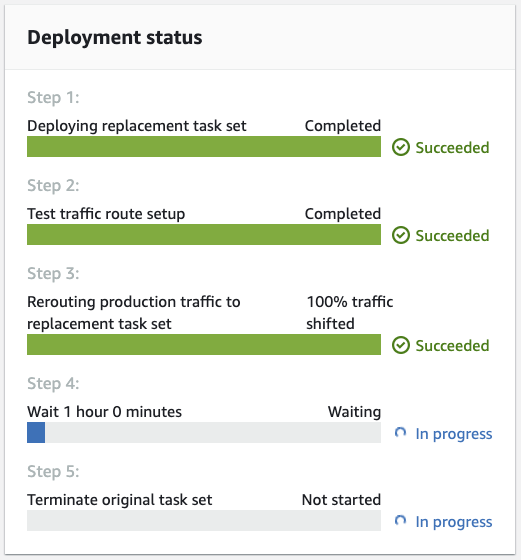 Deployment status
Step 1:
Deploying replacement task set Completed
Succeeded
Step 2:
Test traffic route setup Completed
Succeeded
Step 3:
Rerouting production traffic to 100% traffic
replacement task set shifted
Succeeded
Step 4:
Wait 1 hour 0 minutes Waiting
In progress
Step 5:
Terminate original task set Not started
In progress